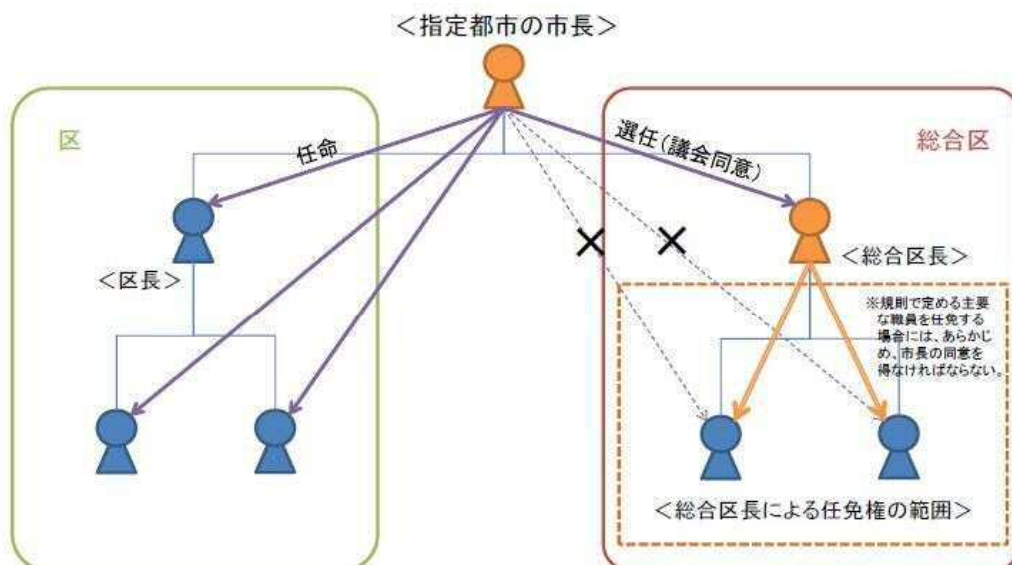 ＜指定都市の市長＞
区
総合区
任命
選任（議会同意）
＜区長＞
＜総合区長＞
※規則で定める主要
な職員を任免する
場合には、あらかじ
め、市長の同意を
得なければならない。
＜総合区長による任免権の範囲＞